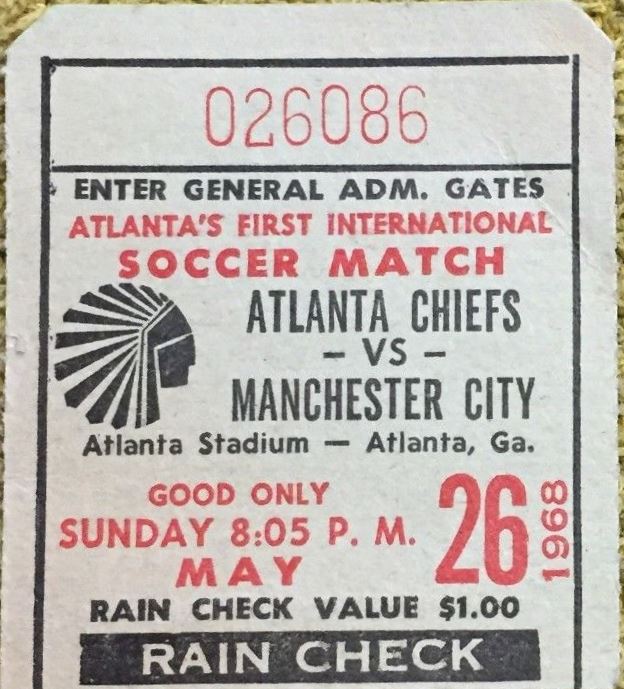 026086
ENTER GENERAL ADM. GATES
ATLANTA'S FIRST INTERNATIONAL
SOCCER MATCH
ATLANTA CHIEFS
- VS -
MANCHESTER CITY
Atlanta Stadium — Atlanta, Ga.
GOOD ONLY
SUNDAY 8:05 P. M.
MAY 26 1968
RAIN CHECK VALUE $1.00
RAIN CHECK